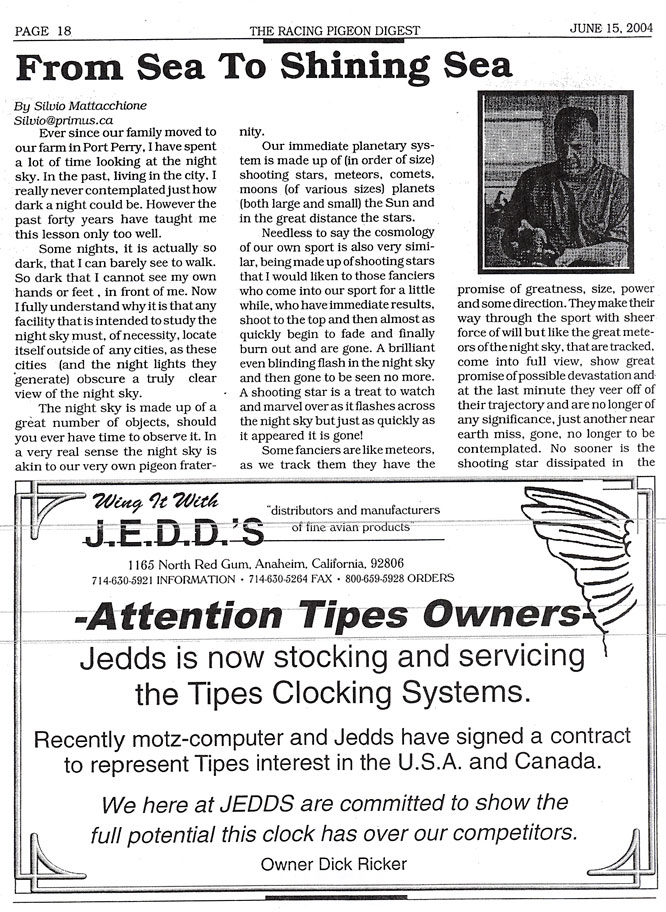 PAGE 18
THE RACING PIGEON DIGEST
JUNE 15, 2004
From Sea To Shining Sea
By Silvio Mattacchione
Silvio@primus.ca
Ever since our family moved to
our farm in Port Perry, I have spent
a lot of time looking at the night
sky. In the past, living in the city, I
really never contemplated just how
dark a night could be. However the
past forty years have taught me
this lesson only too well.
Some nights, it is actually so
dark, that I can barely see to walk.
So dark that I cannot see my own
hands or feet , in front of me. Now
I fully understand why it is that any
facility that is intended to study the
night sky must, of necessity, locate
itself outside of any cities, as these
cities (and the night lights they
generate) obscure a truly clear
view of the night sky.
The night sky is made up of a
great number of objects, should
you ever have time to observe it. In
a very real sense the night sky is
akin to our very own pigeon frater-
nity.
Our immediate planetary sys-
tem is made up of (in order of size)
shooting stars, meteors, comets,
moons (of various sizes) planets
(both large and small) the Sun and
in the great distance the stars.
Needless to say the cosmology
of our own sport is also very simi-
lar, being made up of shooting stars
that I would liken to those fanciers
who come into our sport for a little
while, who have immediate results,
shoot to the top and then almost as
quickly begin to fade and finally
burn out and are gone. A brilliant
even blinding flash in the night sky
and then gone to be seen no more.
A shooting star is a treat to watch
and marvel over as it flashes across
the night sky but just as quickly as
it appeared it is gone!
Some fanciers are like meteors,
as we track them they have the
promise of greatness, size, power
and some direction. They make their
way through the sport with sheer
force of will but like the great mete-
ors of the night sky, that are tracked,
come into full view, show great
promise of possible devastation and
at the last minute they veer off of
their trajectory and are no longer of
any significance, just another near
earth miss, gone, no longer to be
contemplated. No sooner is the
shooting star dissipated in the
Wing It With
J.E.D.D.'S
"distributors and manufacturers
of fine avian products"
1165 North Red Gum, Anaheim, California, 92806
714-630-5921 INFORMATION • 714-630-5264 FAX • 800-659-5928 ORDERS
-Attention Tipes Owners-
Jedds is now stocking and servicing
the Tipes Clocking Systems.
Recently motz-computer and Jedds have signed a contract
to represent Tipes interest in the U.S.A. and Canada.
We here at JEDDS are committed to show the
full potential this clock has over our competitors.
Owner Dick Ricker